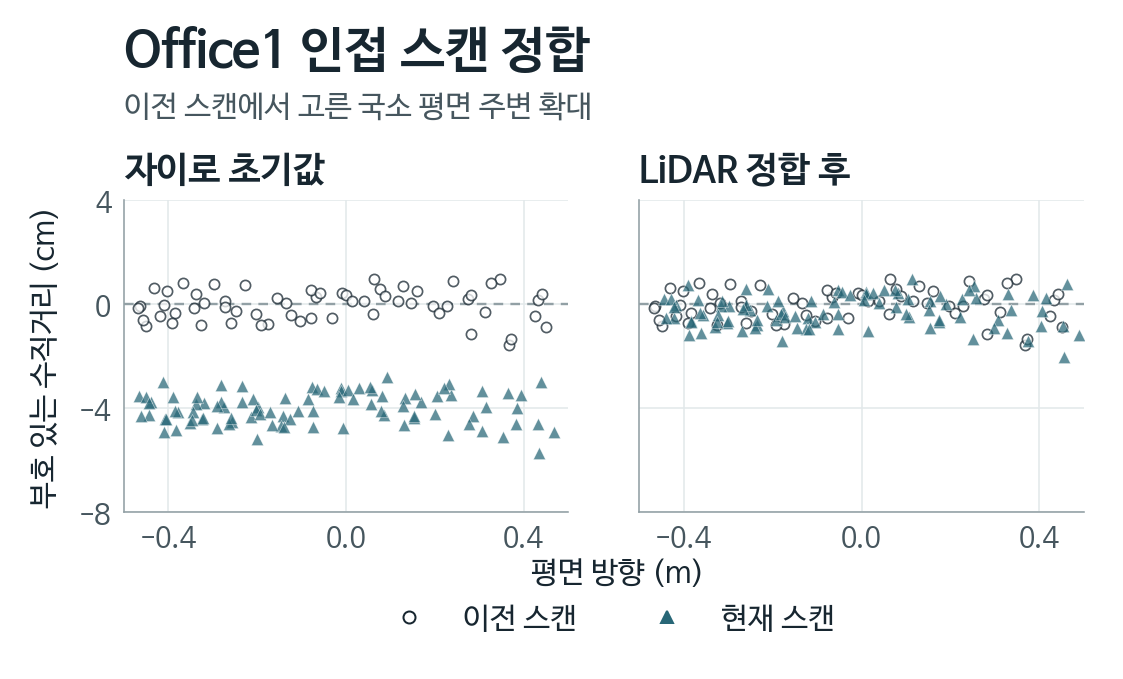 Office1 인접 스캔 정합
이전 스캔에서 고른 국소 평면 주변 확대
자이로 초기값
LiDAR 정합 후
부호 있는 수직거리 (cm)
4
0
−4
−8
−0.4 0.0 0.4
−0.4 0.0 0.4
평면 방향 (m)
이전 스캔 현재 스캔